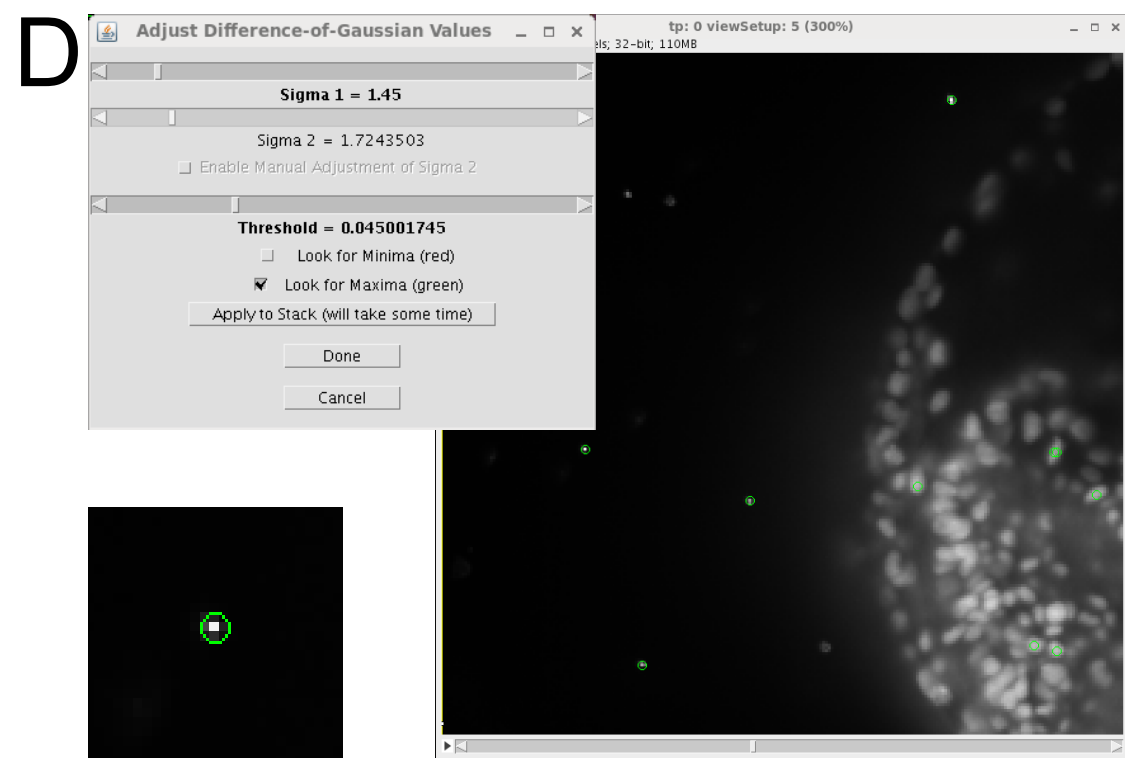 D
Adjust Difference-of-Gaussian Values
tp: 0 viewSetup: 5 (300%)
els; 32-bit; 110MB
Sigma 1 = 1.45
Sigma 2 = 1.7243503
Enable Manual Adjustment of Sigma 2
Threshold = 0.045001745
Look for Minima (red)
Look for Maxima (green)
Apply to Stack (will take some time)
Done
Cancel